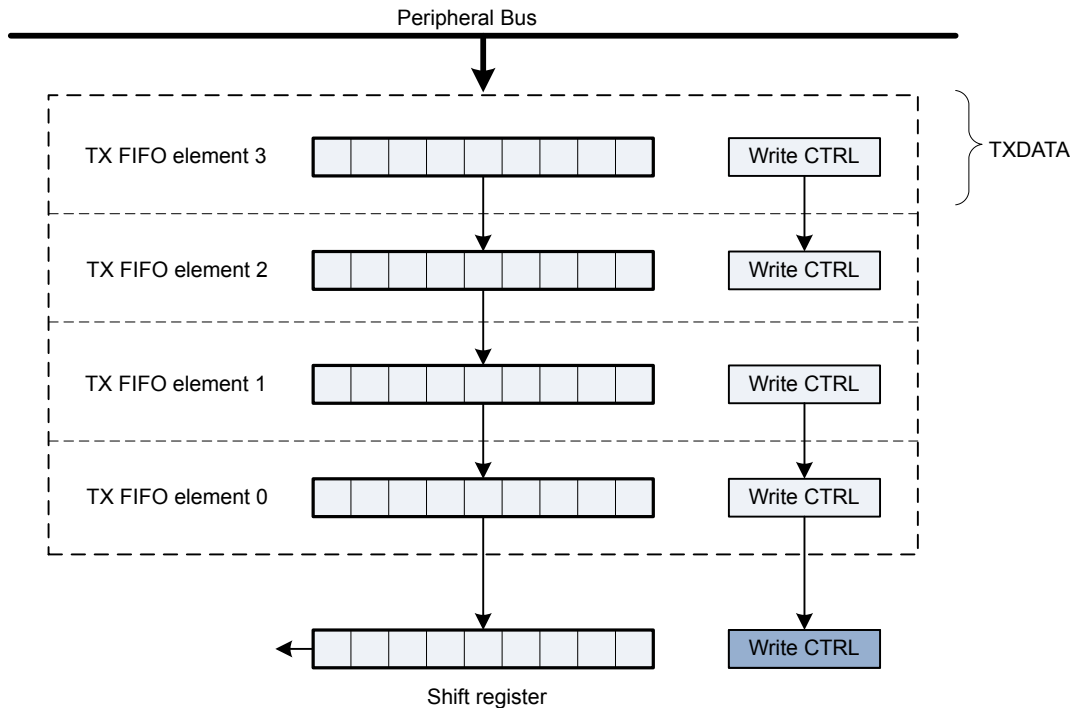 Peripheral Bus
TX FIFO element 3
Write CTRL
TXDATA
TX FIFO element 2
Write CTRL
TX FIFO element 1
Write CTRL
TX FIFO element 0
Write CTRL
Write CTRL
Shift register